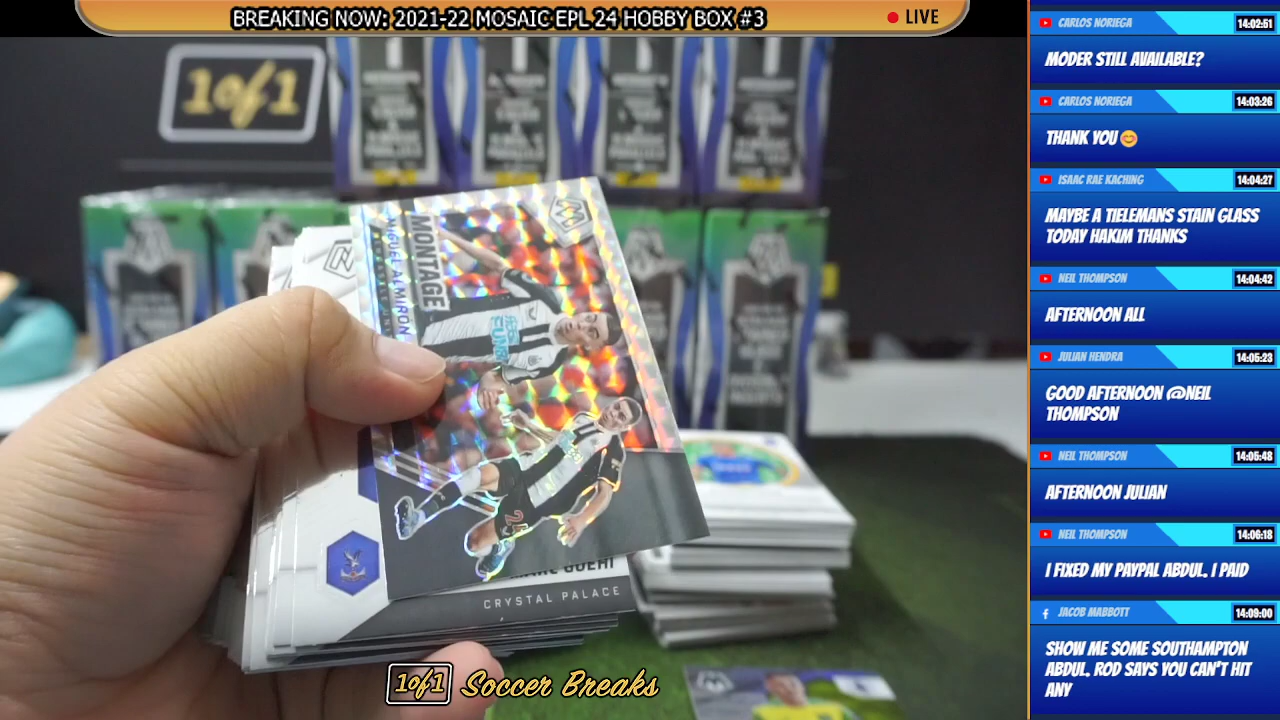 BREAKING NOW: 2021-22 MOSAIC EPL 24 HOBBY BOX #3
LIVE
1of1
MONTAGE
MIGUEL ALMIRON
CRYSTAL PALACE
1of1 Soccer Breaks
CARLOS NORIEGA
14:02:51
MODER STILL AVAILABLE?
CARLOS NORIEGA
14:03:26
THANK YOU 😊
ISAAC RAE KACHING
14:04:27
MAYBE A TIELEMANS STAIN GLASS
TODAY HAKIM THANKS
NEIL THOMPSON
14:04:42
AFTERNOON ALL
JULIAN HENDRA
14:05:23
GOOD AFTERNOON @NEIL
THOMPSON
NEIL THOMPSON
14:05:48
AFTERNOON JULIAN
NEIL THOMPSON
14:06:18
I FIXED MY PAYPAL ABDUL. I PAID
JACOB MABBOTT
14:09:00
SHOW ME SOME SOUTHAMPTON
ABDUL. ROD SAYS YOU CAN'T HIT
ANY